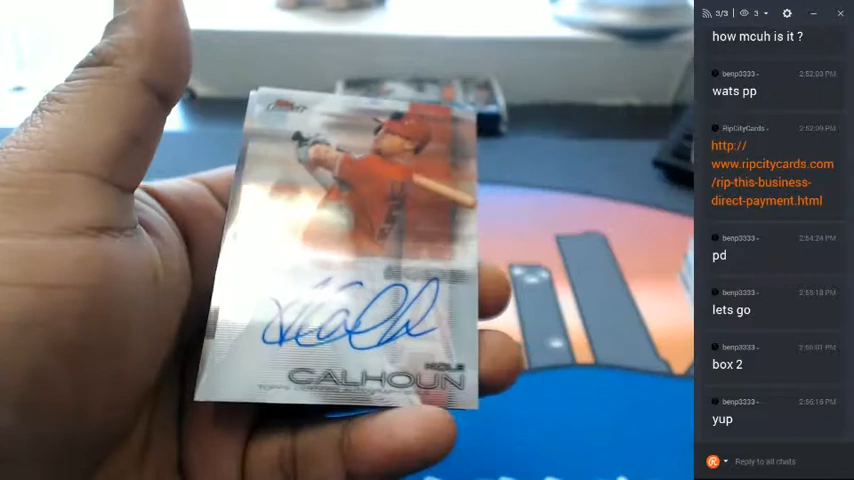 FINEST
KOLE
CALHOUN
3/3
3
how mcuh is it ?
benp3333-
2:52:03 PM
wats pp
RipCityCards-
2:52:09 PM
http://
www.ripcitycards.com
/rip-this-business-
direct-payment.html
benp3333-
2:54:24 PM
pd
benp3333-
2:55:18 PM
lets go
benp3333-
2:56:01 PM
box 2
benp3333-
2:56:16 PM
yup
Reply to all chats